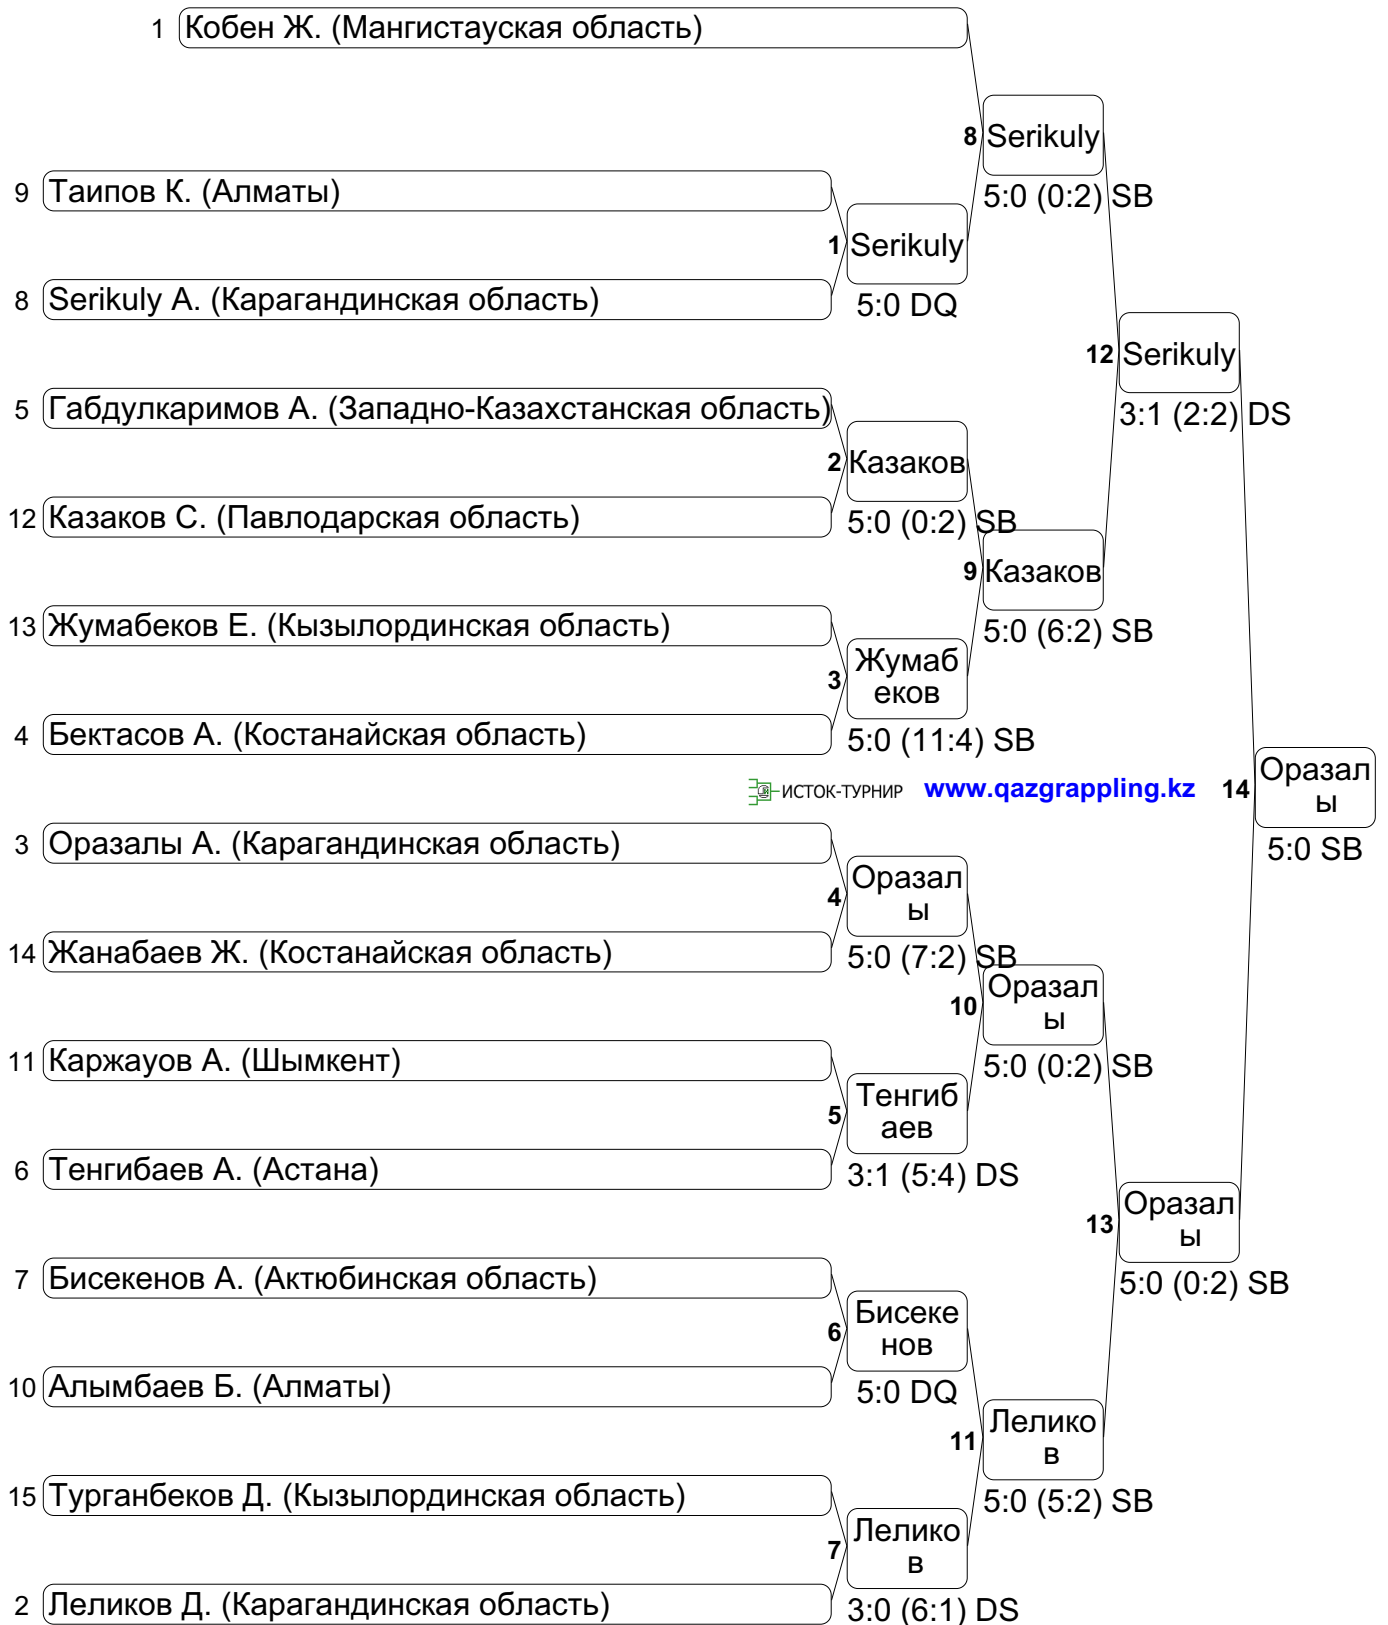 1 Кобен Ж. (Мангистауская область)
8 Serikuly
5:0 (0:2) SB
9 Таипов К. (Алматы)
1 Serikuly
5:0 DQ
8 Serikuly А. (Карагандинская область)
12 Serikuly
3:1 (2:2) DS
5 Габдулкаримов А. (Западно-Казахстанская область)
2 Казаков
5:0 (0:2) SB
12 Казаков С. (Павлодарская область)
9 Казаков
5:0 (6:2) SB
13 Жумабеков Е. (Кызылординская область)
3 Жумаб
еков
5:0 (11:4) SB
4 Бектасов А. (Костанайская область)
ИСТОК-ТУРНИР www.qazgrappling.kz
14 Оразал
ы
5:0 SB
3 Оразалы А. (Карагандинская область)
4 Оразал
ы
5:0 (7:2) SB
14 Жанабаев Ж. (Костанайская область)
10 Оразал
ы
5:0 (0:2) SB
11 Каржауов А. (Шымкент)
5 Тенгиб
аев
3:1 (5:4) DS
6 Тенгибаев А. (Астана)
13 Оразал
ы
5:0 (0:2) SB
7 Бисекенов А. (Актюбинская область)
6 Бисеке
нов
5:0 DQ
10 Алымбаев Б. (Алматы)
11 Лелико
в
5:0 (5:2) SB
15 Турганбеков Д. (Кызылординская область)
7 Лелико
в
3:0 (6:1) DS
2 Леликов Д. (Карагандинская область)